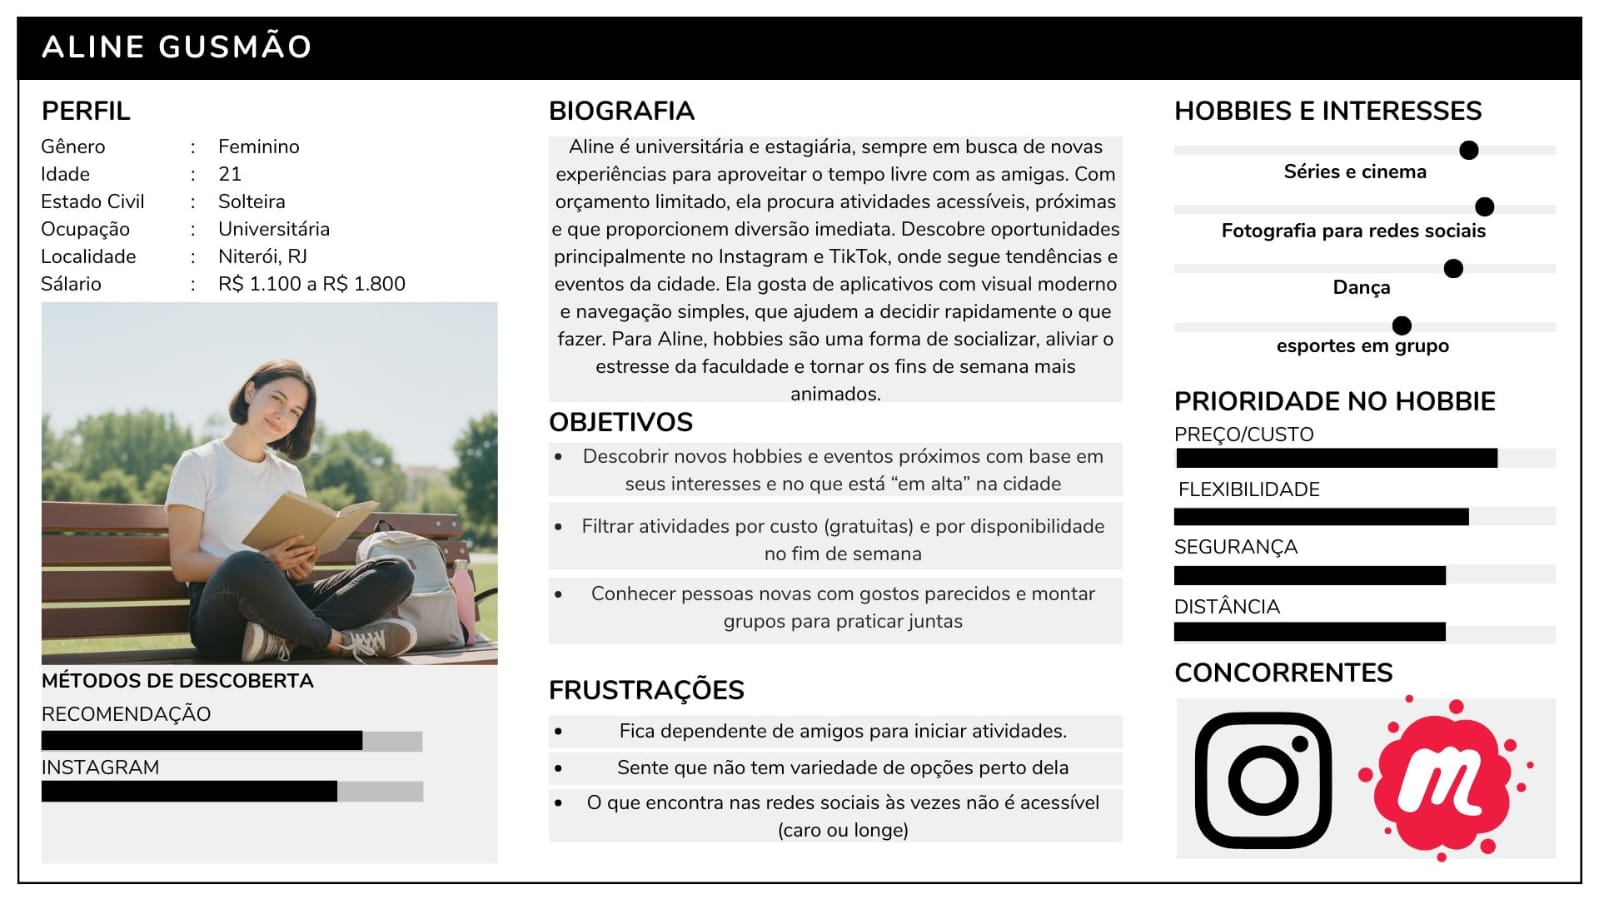 ALINE GUSMÃO
PERFIL
Gênero : Feminino
Idade : 21
Estado Civil : Solteira
Ocupação : Universitária
Localidade : Niterói, RJ
Sálario : R$ 1.100 a R$ 1.800
MÉTODOS DE DESCOBERTA
RECOMENDAÇÃO
INSTAGRAM
BIOGRAFIA
Aline é universitária e estagiária, sempre em busca de novas
experiências para aproveitar o tempo livre com as amigas. Com
orçamento limitado, ela procura atividades acessíveis, próximas
e que proporcionem diversão imediata. Descobre oportunidades
principalmente no Instagram e TikTok, onde segue tendências e
eventos da cidade. Ela gosta de aplicativos com visual moderno
e navegação simples, que ajudem a decidir rapidamente o que
fazer. Para Aline, hobbies são uma forma de socializar, aliviar o
estresse da faculdade e tornar os fins de semana mais
animados.
OBJETIVOS
• Descobrir novos hobbies e eventos próximos com base em
seus interesses e no que está “em alta” na cidade
• Filtrar atividades por custo (gratuitas) e por disponibilidade
no fim de semana
• Conhecer pessoas novas com gostos parecidos e montar
grupos para praticar juntas
FRUSTRAÇÕES
• Fica dependente de amigos para iniciar atividades.
• Sente que não tem variedade de opções perto dela
• O que encontra nas redes sociais às vezes não é acessível
(caro ou longe)
HOBBIES E INTERESSES
Séries e cinema
Fotografia para redes sociais
Dança
esportes em grupo
PRIORIDADE NO HOBBIE
PREÇO/CUSTO
FLEXIBILIDADE
SEGURANÇA
DISTÂNCIA
CONCORRENTES
m